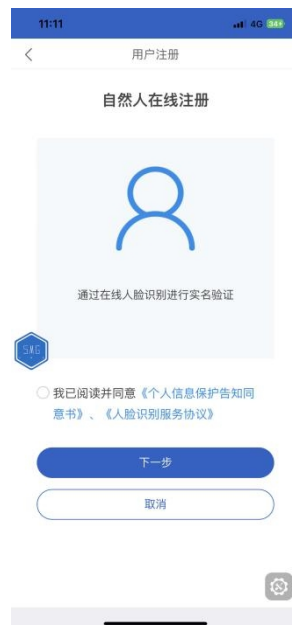 11:11
4G 34
用户注册
自然人在线注册
通过在线人脸识别进行实名验证
我已阅读并同意《个人信息保护告知同
意书》、《人脸识别服务协议》
下一步
取消